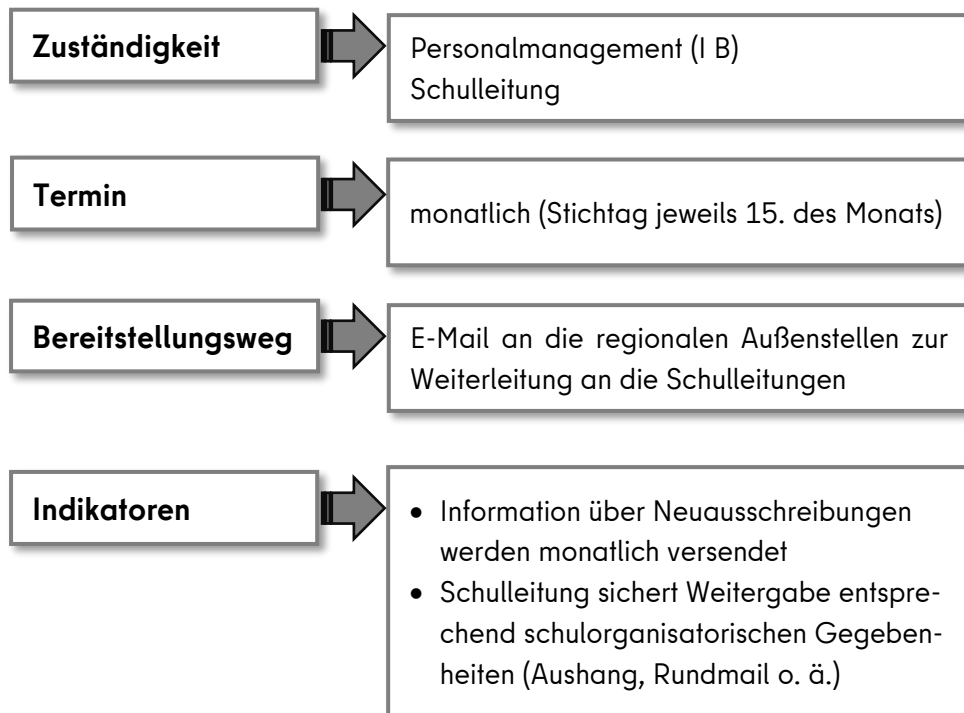 Zuständigkeit
Personalmanagement (I B)
Schulleitung
Termin
monatlich (Stichtag jeweils 15. des Monats)
Bereitstellungsweg
E-Mail an die regionalen Außenstellen zur
Weiterleitung an die Schulleitungen
Indikatoren
• Information über Neuausschreibungen
werden monatlich versendet
• Schulleitung sichert Weitergabe entspre-
chend schulorganisatorischen Gegeben-
heiten (Aushang, Rundmail o. ä.)